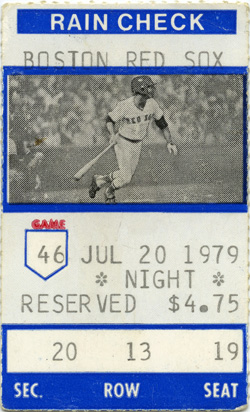 RAIN CHECK
BOSTON RED SOX
RED SOX
GAME
46 JUL 20 1979
* NIGHT *
RESERVED $4.75
20 13 19
SEC. ROW SEAT